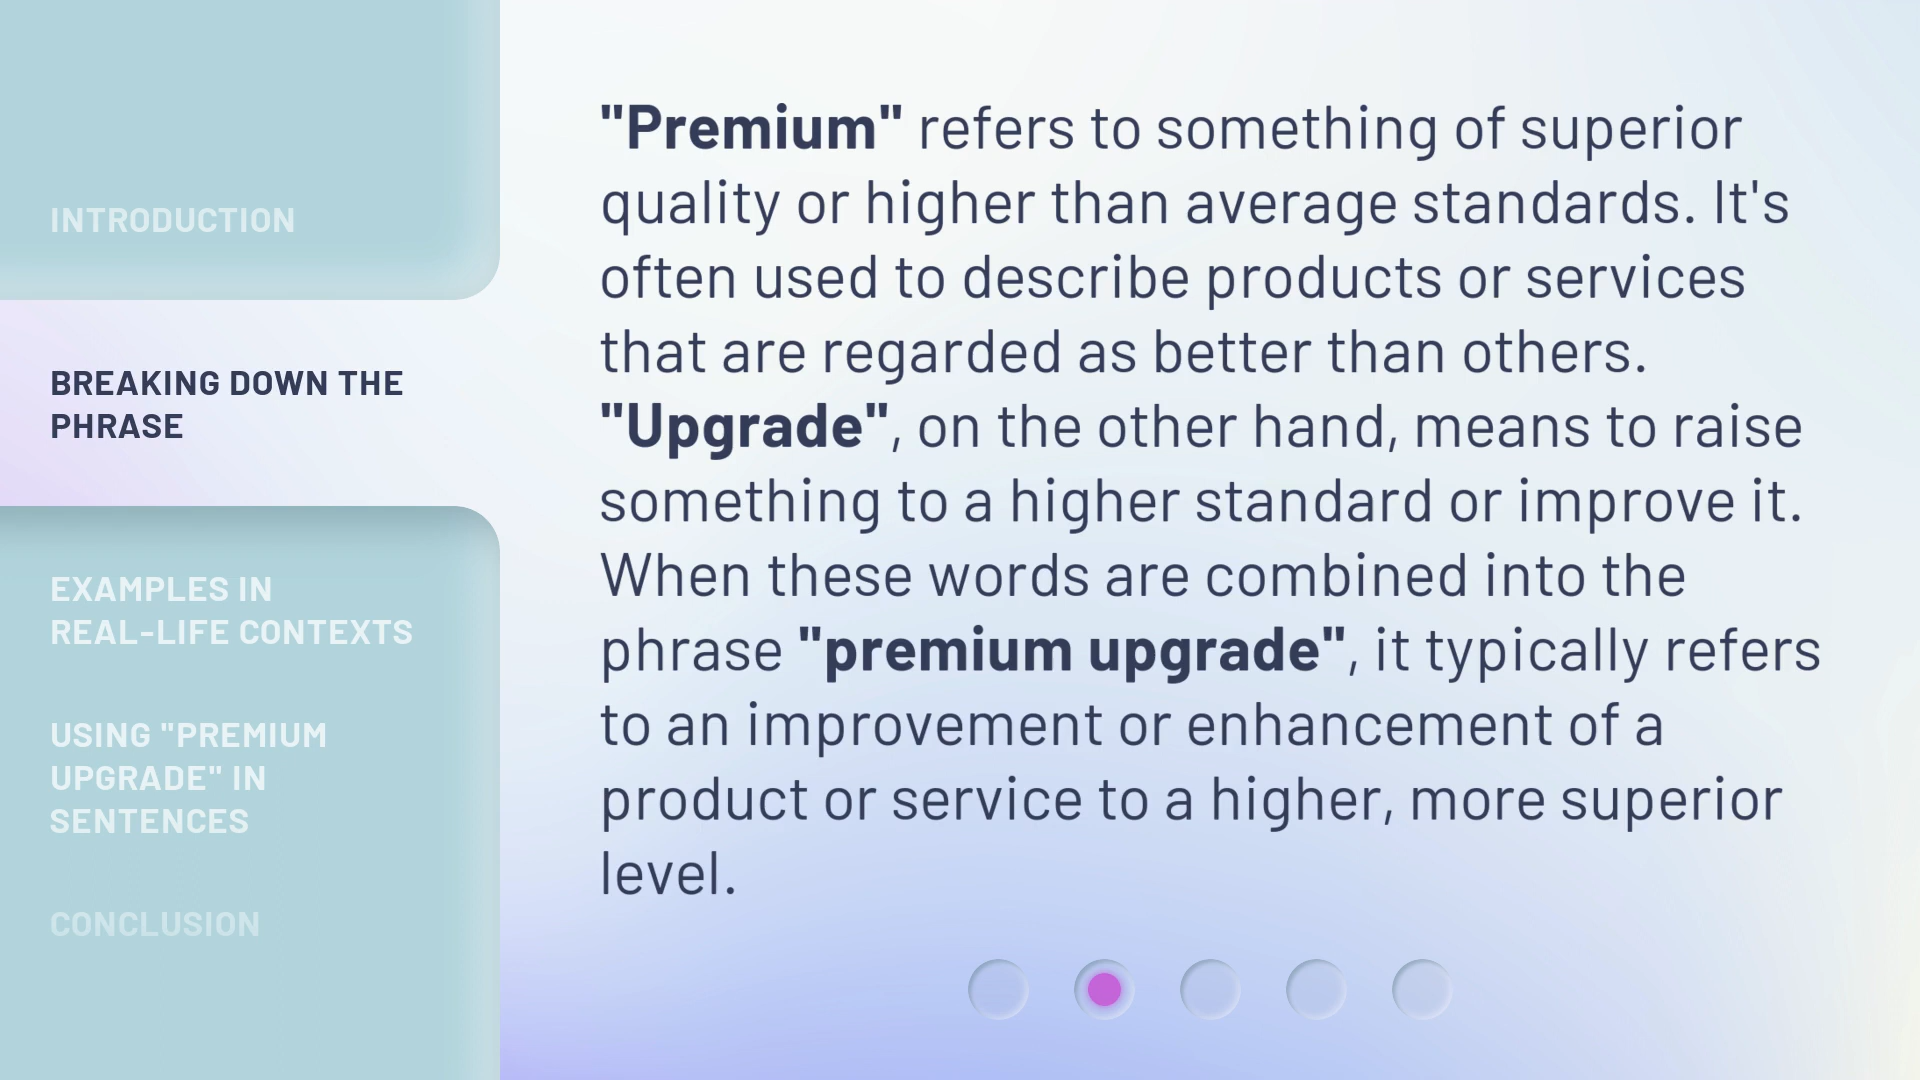 INTRODUCTION
BREAKING DOWN THE
PHRASE
EXAMPLES IN
REAL-LIFE CONTEXTS
USING "PREMIUM
UPGRADE" IN
SENTENCES
CONCLUSION
"Premium" refers to something of superior
quality or higher than average standards. It's
often used to describe products or services
that are regarded as better than others.
"Upgrade", on the other hand, means to raise
something to a higher standard or improve it.
When these words are combined into the
phrase "premium upgrade", it typically refers
to an improvement or enhancement of a
product or service to a higher, more superior
level.